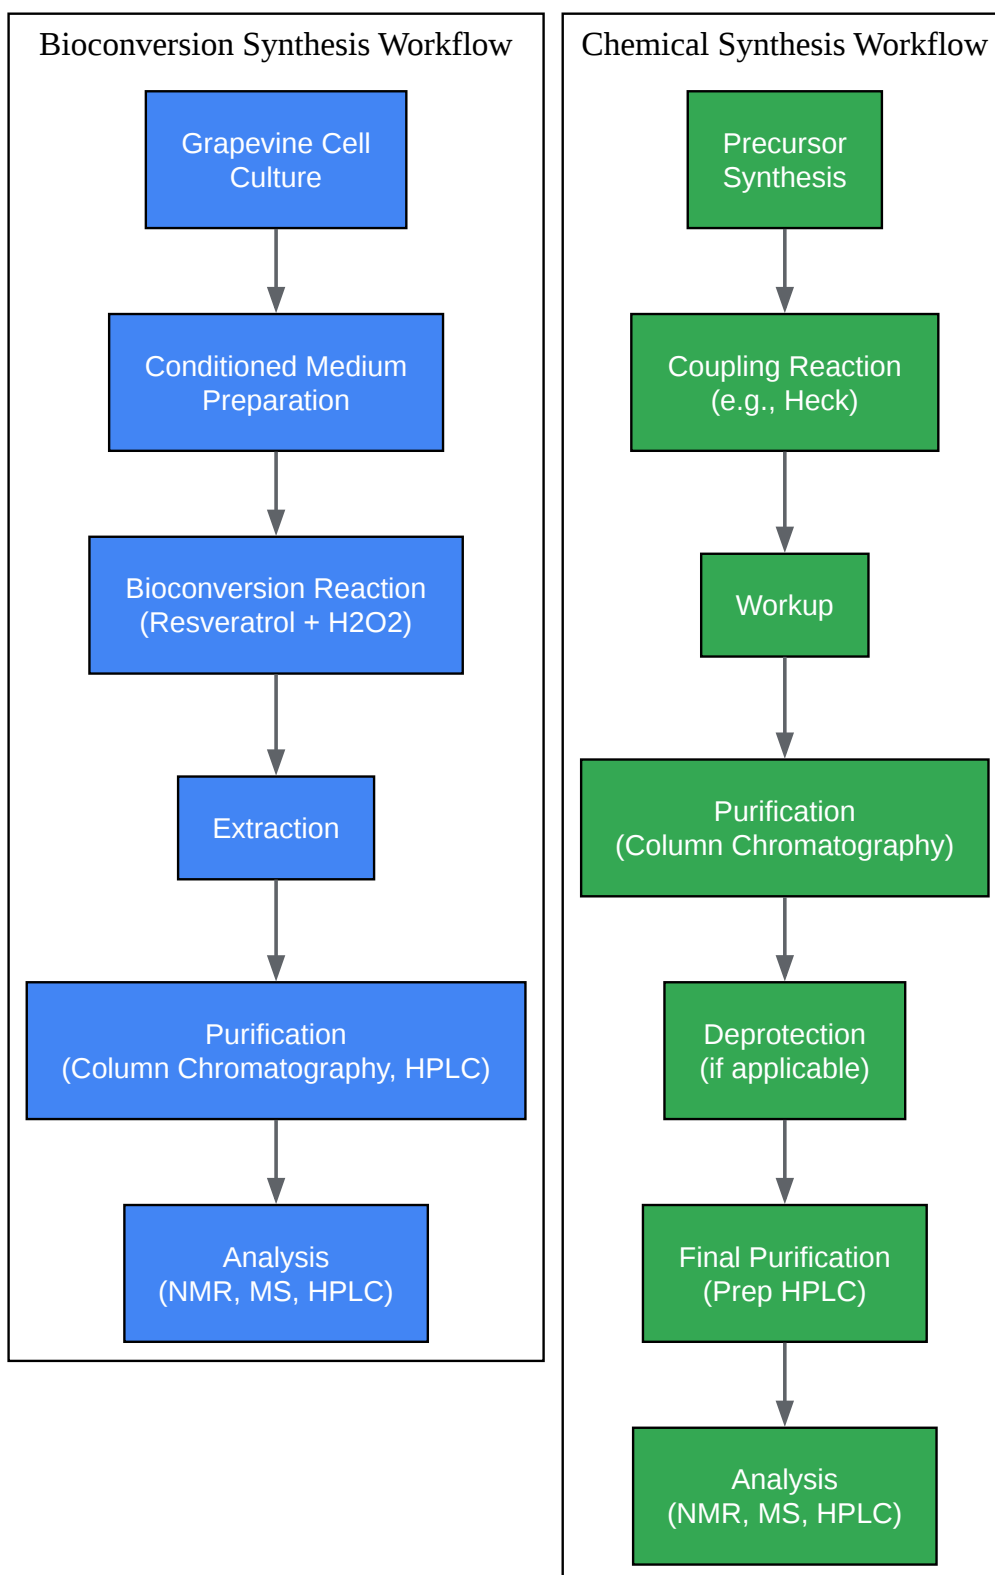 Bioconversion Synthesis Workflow
Grapevine Cell
Culture
Conditioned Medium
Preparation
Bioconversion Reaction
(Resveratrol + H2O2)
Extraction
Purification
(Column Chromatography, HPLC)
Analysis
(NMR, MS, HPLC)
Chemical Synthesis Workflow
Precursor
Synthesis
Coupling Reaction
(e.g., Heck)
Workup
Purification
(Column Chromatography)
Deprotection
(if applicable)
Final Purification
(Prep HPLC)
Analysis
(NMR, MS, HPLC)